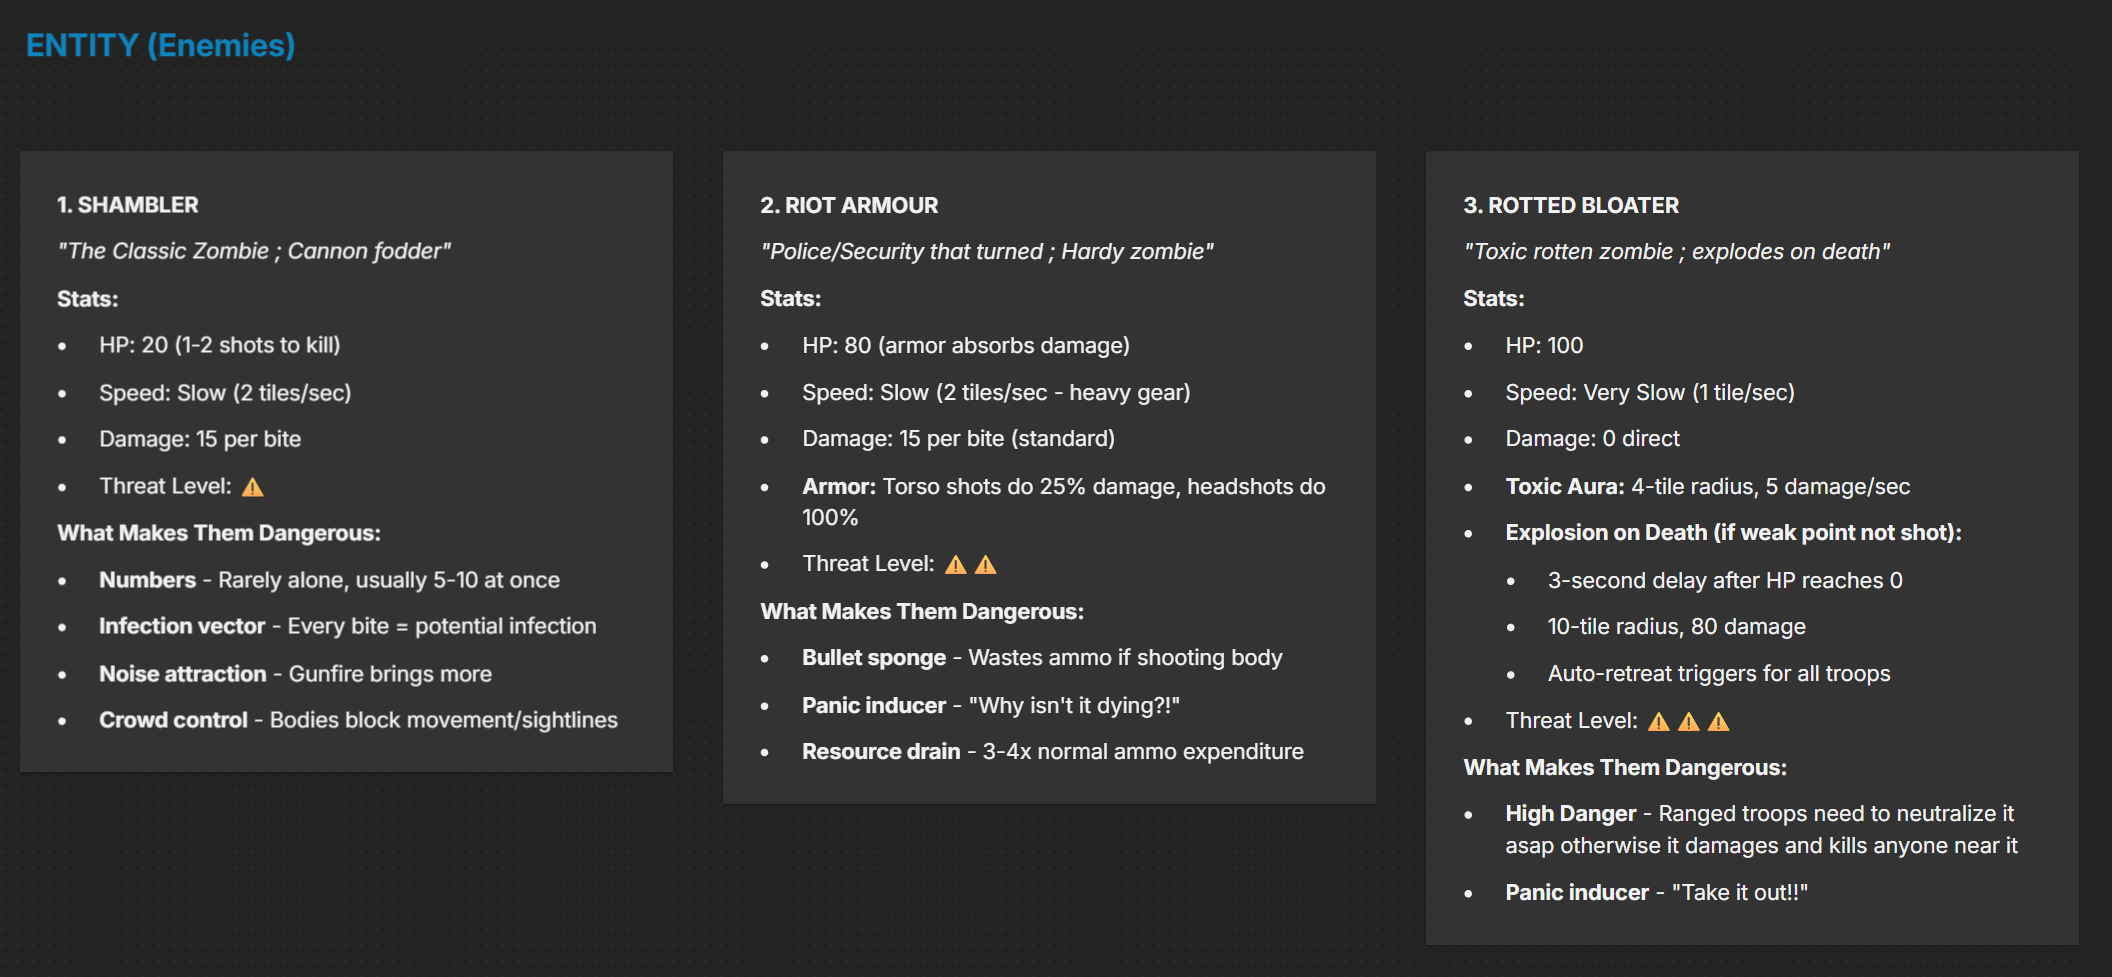 ENTITY (Enemies)
1. SHAMBLER
"The Classic Zombie ; Cannon fodder"
Stats:
• HP: 20 (1-2 shots to kill)
• Speed: Slow (2 tiles/sec)
• Damage: 15 per bite
• Threat Level: ⚠️
What Makes Them Dangerous:
• Numbers - Rarely alone, usually 5-10 at once
• Infection vector - Every bite = potential infection
• Noise attraction - Gunfire brings more
• Crowd control - Bodies block movement/sightlines
2. RIOT ARMOUR
"Police/Security that turned ; Hardy zombie"
Stats:
• HP: 80 (armor absorbs damage)
• Speed: Slow (2 tiles/sec - heavy gear)
• Damage: 15 per bite (standard)
• Armor: Torso shots do 25% damage, headshots do
100%
• Threat Level: ⚠️ ⚠️
What Makes Them Dangerous:
• Bullet sponge - Wastes ammo if shooting body
• Panic inducer - "Why isn't it dying?!"
• Resource drain - 3-4x normal ammo expenditure
3. ROTTED BLOATER
"Toxic rotten zombie ; explodes on death"
Stats:
• HP: 100
• Speed: Very Slow (1 tile/sec)
• Damage: 0 direct
• Toxic Aura: 4-tile radius, 5 damage/sec
• Explosion on Death (if weak point not shot):
• 3-second delay after HP reaches 0
• 10-tile radius, 80 damage
• Auto-retreat triggers for all troops
• Threat Level: ⚠️ ⚠️ ⚠️
What Makes Them Dangerous:
• High Danger - Ranged troops need to neutralize it
asap otherwise it damages and kills anyone near it
• Panic inducer - "Take it out!!"